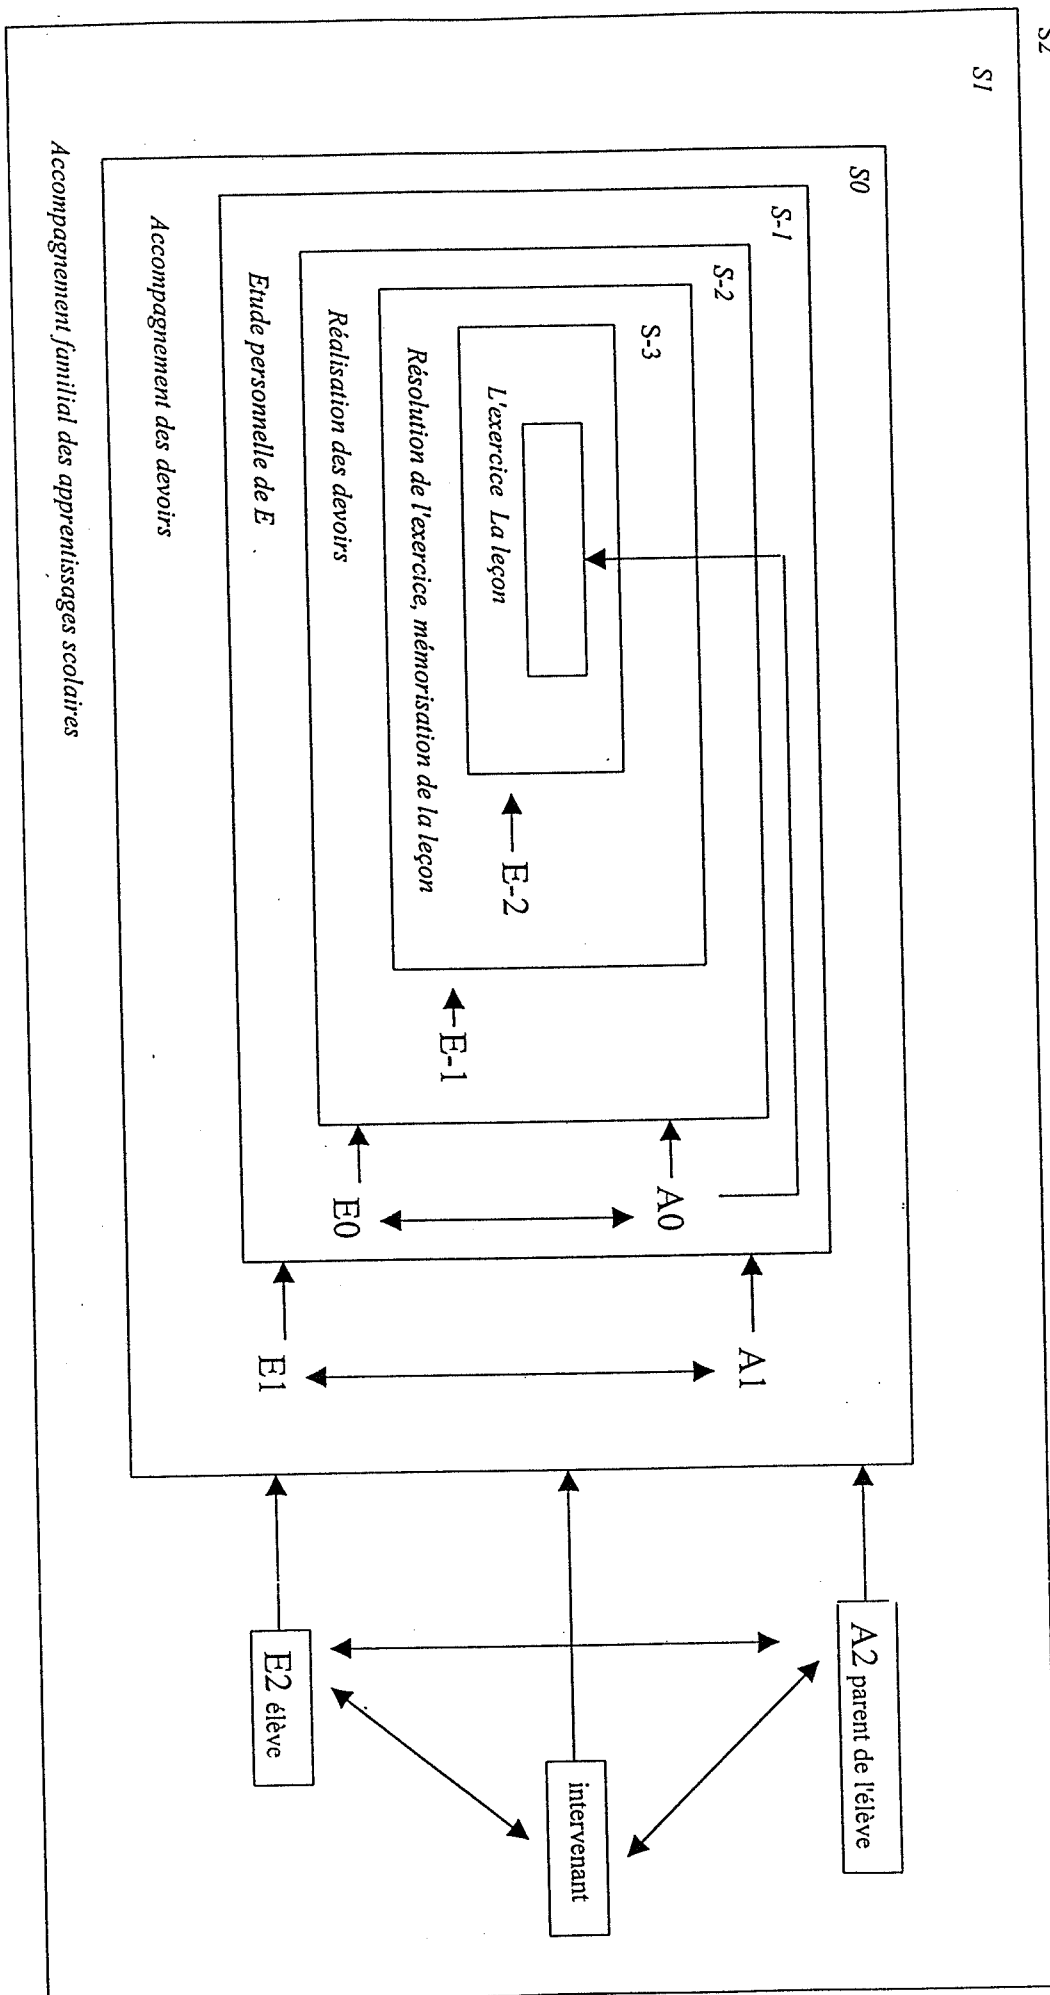 S2
S1
S0
S-1
S-2
S-3
L'exercice La leçon
Résolution de l'exercice, mémorisation de la leçon
Réalisation des devoirs
Etude personnelle de E
Accompagnement des devoirs
Accompagnement familial des apprentissages scolaires
E-2
E-1
A0
E0
A1
E1
A2 parent de l'élève
intervenant
E2 élève